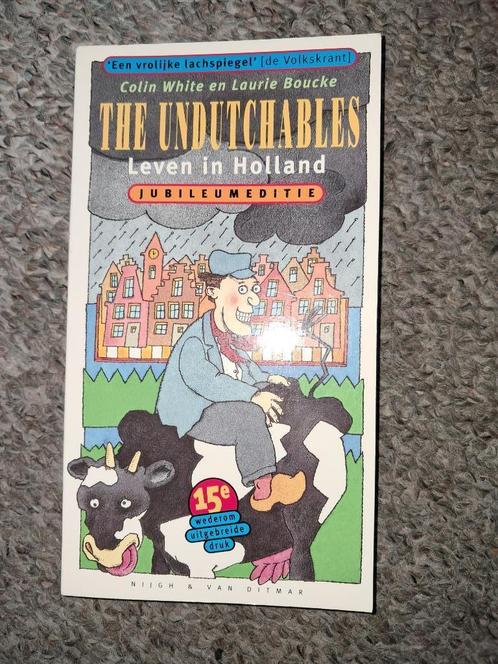 'Een vrolijke lachspiegel' [de Volkskrant]
Colin White en Laurie Boucke
THE UNDUTCHABLES
Leven in Holland
JUBILEUMEDITIE
15e
wederom
uitgebreide
druk
NIJGH & VAN DITMAR